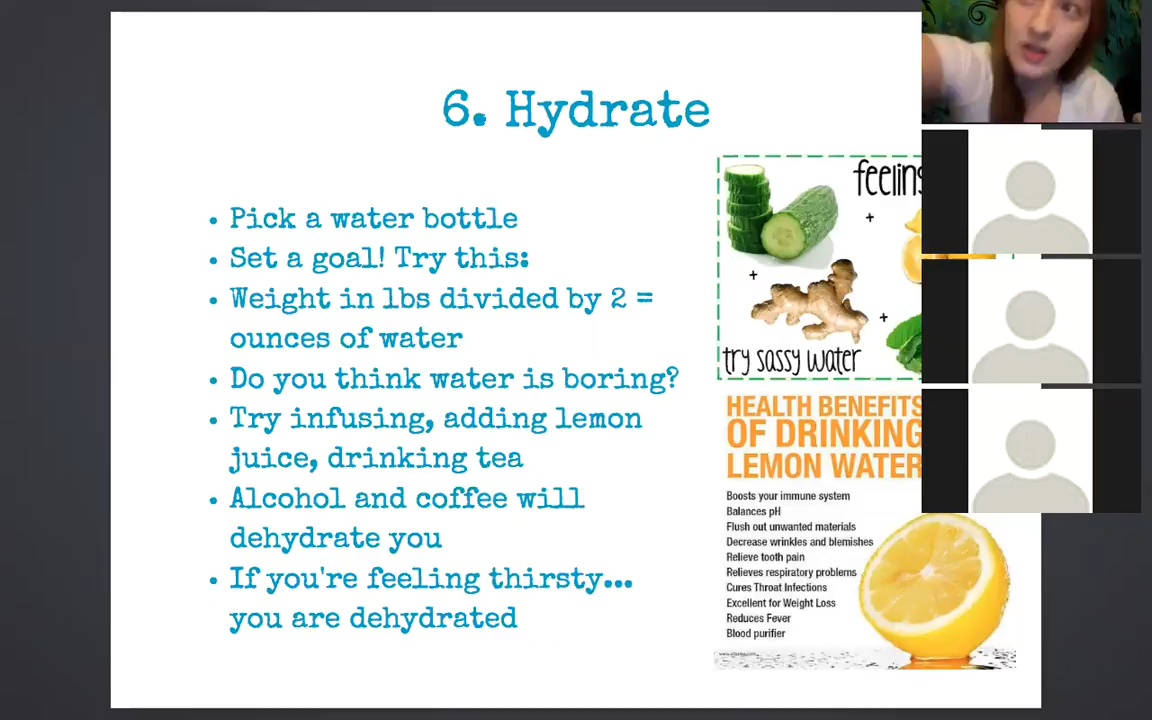 6. Hydrate
• Pick a water bottle
• Set a goal! Try this:
• Weight in lbs divided by 2 =
ounces of water
• Do you think water is boring?
• Try infusing, adding lemon
juice, drinking tea
• Alcohol and coffee will
dehydrate you
• If you're feeling thirsty...
you are dehydrated
+
+
+
try sassy water
HEALTH BENEFITS
OF DRINKING
LEMON WATER
Boosts your immune system
Balances pH
Flush out unwanted materials
Decrease wrinkles and blemishes
Relieve tooth pain
Relieves respiratory problems
Cures Throat Infections
Excellent for Weight Loss
Reduces Fever
Blood purifier